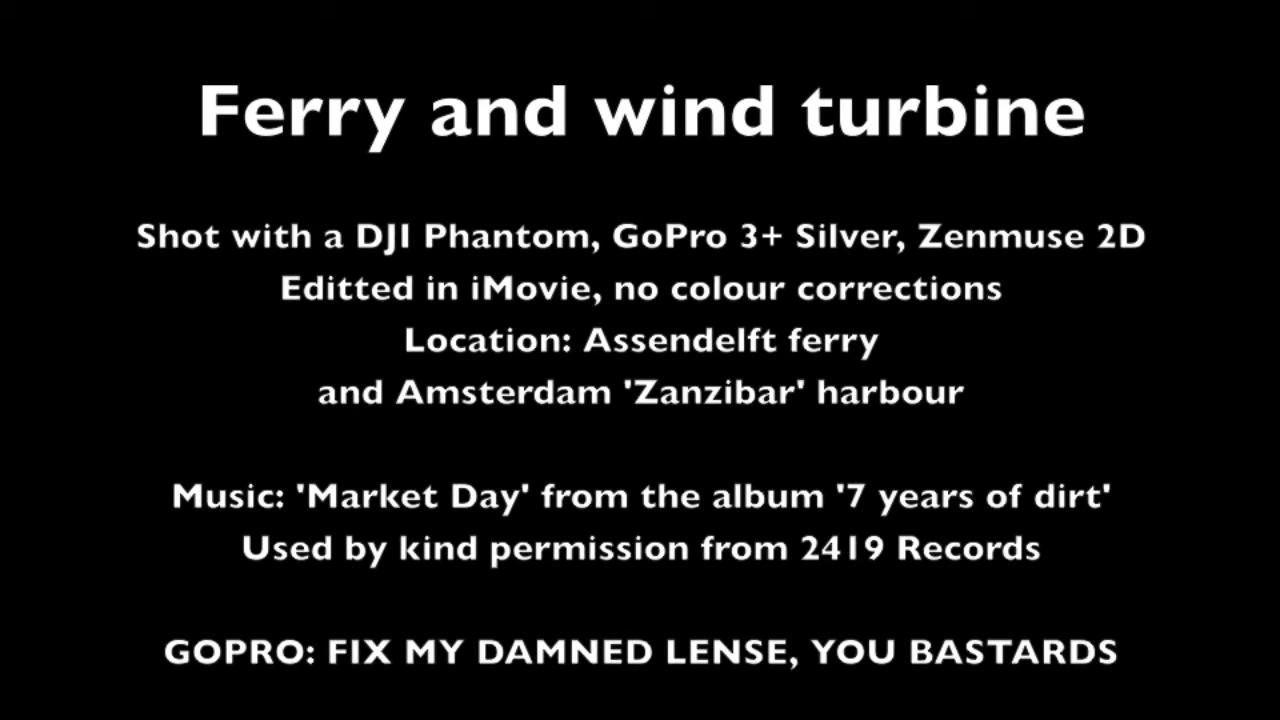 Ferry and wind turbine
Shot with a DJI Phantom, GoPro 3+ Silver, Zenmuse 2D
Editted in iMovie, no colour corrections
Location: Assendelft ferry
and Amsterdam 'Zanzibar' harbour
Music: 'Market Day' from the album '7 years of dirt'
Used by kind permission from 2419 Records
GOPRO: FIX MY DAMNED LENSE, YOU BASTARDS